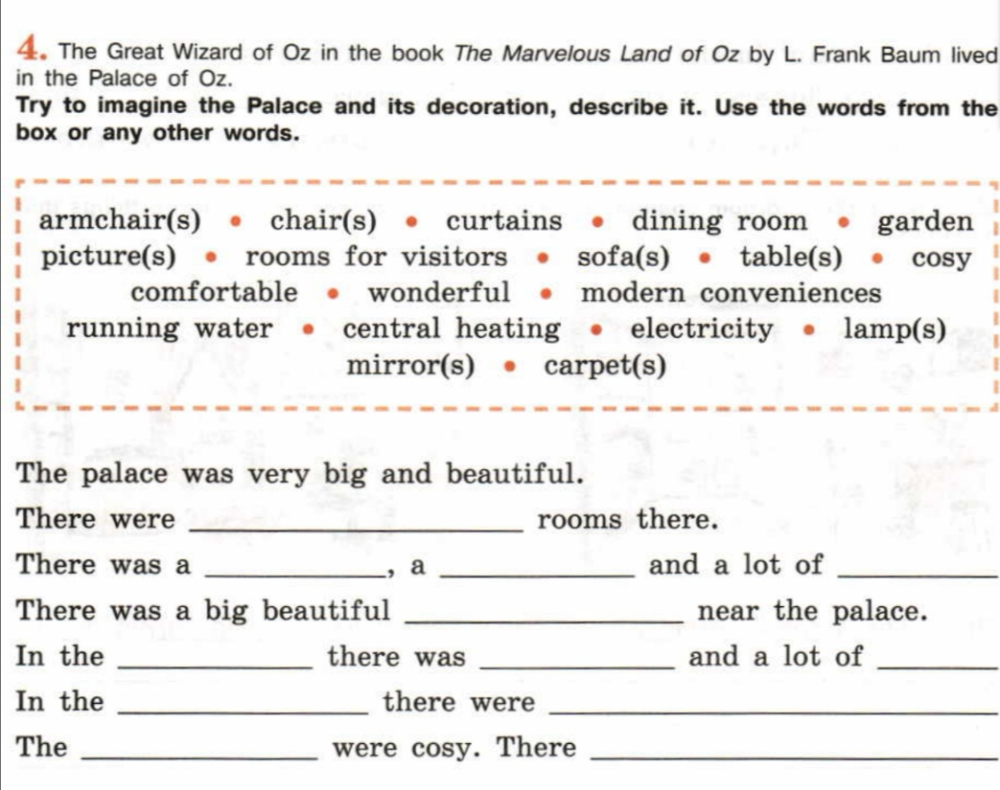 4. The Great Wizard of Oz in the book The Marvelous Land of Oz by L. Frank Baum lived
in the Palace of Oz.
Try to imagine the Palace and its decoration, describe it. Use the words from the
box or any other words.
armchair(s) • chair(s) • curtains • dining room • garden
picture(s) • rooms for visitors • sofa(s) • table(s) • cosy
comfortable • wonderful • modern conveniences
running water • central heating • electricity • lamp(s)
mirror(s) • carpet(s)
The palace was very big and beautiful.
There were ____________ rooms there.
There was a ____________, a ____________ and a lot of ____________
There was a big beautiful ____________ near the palace.
In the ____________ there was ____________ and a lot of ____________
In the ____________ there were ____________
The ____________ were cosy. There ____________